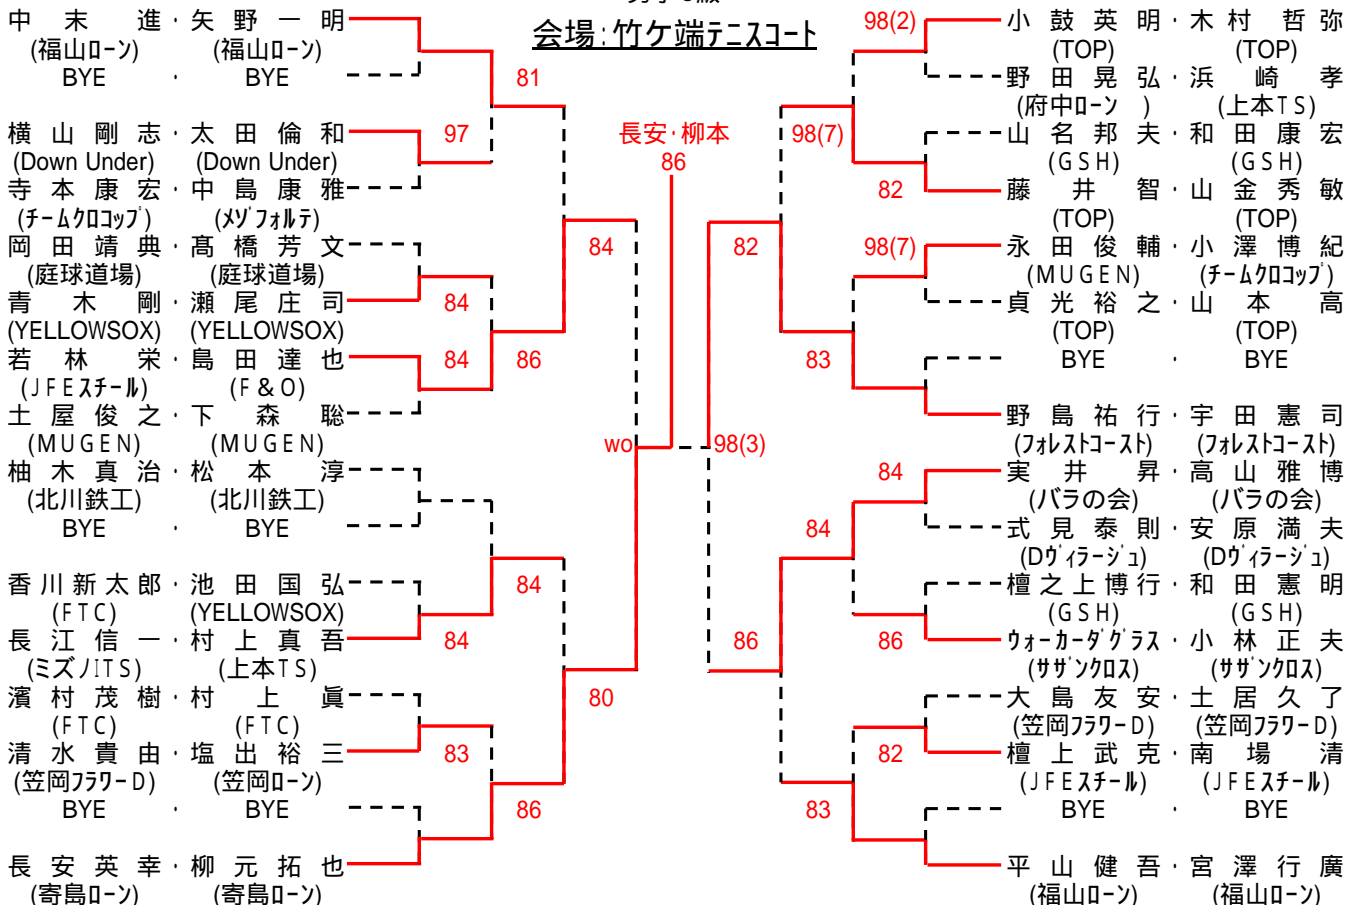 会場:竹ケ端テニスコート
中末進・矢野一明
(福山ローン) (福山ローン)
BYE ・ BYE
81
横山剛志・太田倫和
97
(Down Under) (Down Under)
寺本康宏・中島康雅
(チームクロコップ) (メゾフォルテ)
岡田靖典・髙橋芳文
84
(庭球道場) (庭球道場)
青木剛・瀬尾庄司
84
(YELLOWSOX) (YELLOWSOX)
若林栄・島田達也
84
86
(JFEスチール) (F&O)
土屋俊之・下森聡
(MUGEN) (MUGEN)
wo
柚木真治・松本淳
(北川鉄工) (北川鉄工)
BYE ・ BYE
香川新太郎・池田国弘
84
(FTC) (YELLOWSOX)
長江信一・村上真吾
84
(ミズノITS) (上本TS)
濱村茂樹・村上眞
80
(FTC) (FTC)
清水貴由・塩出裕三
83
(笠岡フラワーD) (笠岡ローン)
BYE ・ BYE
86
長安英幸・柳元拓也
(寄島ローン) (寄島ローン)
長安・柳本
86
98(2)
小鼓英明・木村哲弥
(TOP) (TOP)
野田晃弘・浜崎孝
(府中ローン ) (上本TS)
98(7)
山名邦夫・和田康宏
(GSH) (GSH)
82
藤井智・山金秀敏
(TOP) (TOP)
82
98(7)
永田俊輔・小澤博紀
(MUGEN) (チームクロコップ)
貞光裕之・山本高
(TOP) (TOP)
83
BYE ・ BYE
野島祐行・宇田憲司
(フォレストコースト) (フォレストコースト)
98(3)
84
実井昇・高山雅博
(バラの会) (バラの会)
84
式見泰則・安原満夫
(Dヴィラージュ) (Dヴィラージュ)
檀之上博行・和田憲明
(GSH) (GSH)
86
86
ウォーカーダグラス・小林正夫
(サザンクロス) (サザンクロス)
大島友安・土居久了
(笠岡フラワーD) (笠岡フラワーD)
82
檀上武克・南場清
(JFEスチール) (JFEスチール)
83
BYE ・ BYE
平山健吾・宮澤行廣
(福山ローン) (福山ローン)